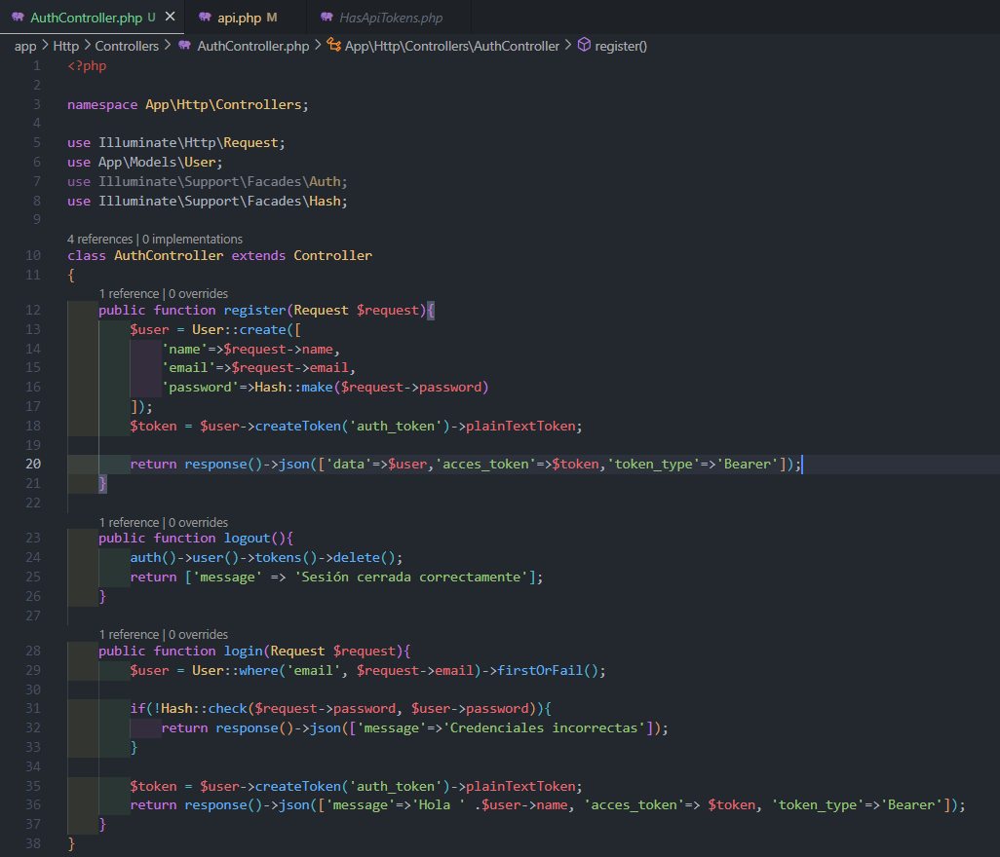 AuthController.php U
api.php M
HasApiTokens.php
app > Http > Controllers > AuthController.php > App\Http\Controllers\AuthController > register()
1 <?php
2
3 namespace App\Http\Controllers;
4
5 use Illuminate\Http\Request;
6 use App\Models\User;
7 use Illuminate\Support\Facades\Auth;
8 use Illuminate\Support\Facades\Hash;
9
4 references | 0 implementations
10 class AuthController extends Controller
11 {
1 reference | 0 overrides
12     public function register(Request $request){
13         $user = User::create([
14             'name'=>$request->name,
15             'email'=>$request->email,
16             'password'=>Hash::make($request->password)
17         ]);
18         $token = $user->createToken('auth_token')->plainTextToken;
19
20         return response()->json(['data'=>$user,'acces_token'=>$token,'token_type'=>'Bearer']);
21     }
22
1 reference | 0 overrides
23     public function logout(){
24         auth()->user()->tokens()->delete();
25         return ['message' => 'Sesión cerrada correctamente'];
26     }
27
1 reference | 0 overrides
28     public function login(Request $request){
29         $user = User::where('email', $request->email)->firstOrFail();
30
31         if(!Hash::check($request->password, $user->password)){
32             return response()->json(['message'=>'Credenciales incorrectas']);
33         }
34
35         $token = $user->createToken('auth_token')->plainTextToken;
36         return response()->json(['message'=>'Hola ' .$user->name, 'acces_token'=> $token, 'token_type'=>'Bearer']);
37     }
38 }